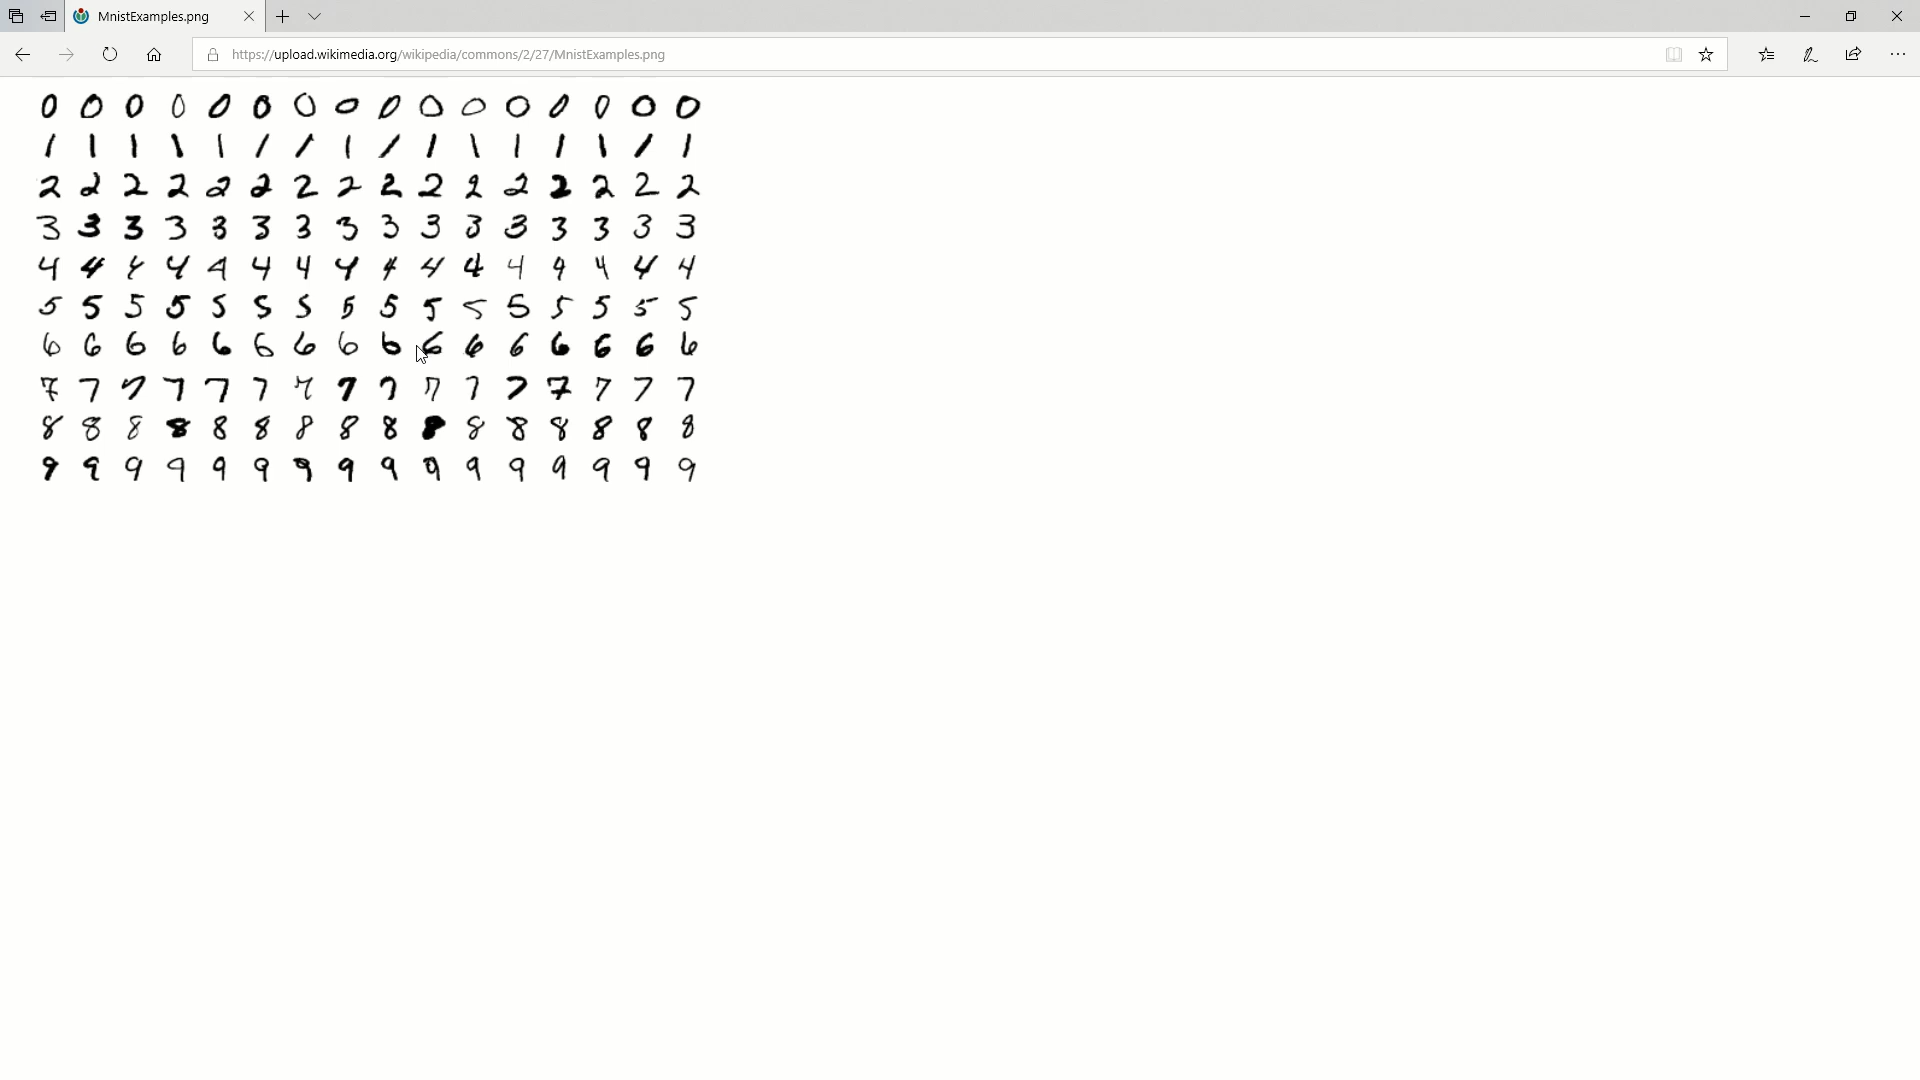 MnistExamples.png
https://upload.wikimedia.org/wikipedia/commons/2/27/MnistExamples.png
0 0 0 0 0 0 0 0 0 0 0 0 0 0 0 0
1 1 1 1 1 1 1 1 1 1 1 1 1 1 1 1
2 2 2 2 2 2 2 2 2 2 2 2 2 2 2 2
3 3 3 3 3 3 3 3 3 3 3 3 3 3 3 3
4 4 4 4 4 4 4 4 4 4 4 4 4 4 4 4
5 5 5 5 5 5 5 5 5 5 5 5 5 5 5 5
6 6 6 6 6 6 6 6 6 6 6 6 6 6 6 6
7 7 7 7 7 7 7 7 7 7 7 7 7 7 7 7
8 8 8 8 8 8 8 8 8 8 8 8 8 8 8 8
9 9 9 9 9 9 9 9 9 9 9 9 9 9 9 9